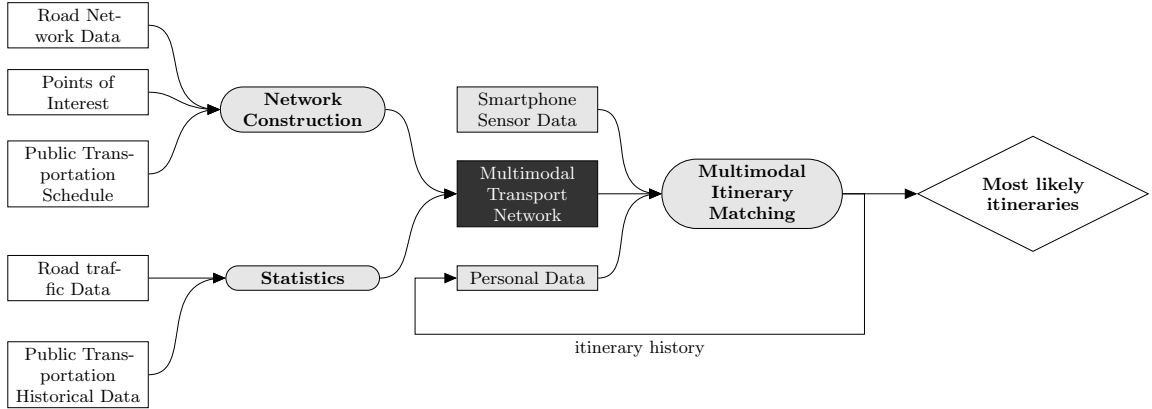 Road Net-
work Data
Points of
Interest
Public Trans-
portation
Schedule
Road traf-
fic Data
Public Trans-
portation
Historical Data
Network
Construction
Statistics
Smartphone
Sensor Data
Multimodal
Transport
Network
Personal Data
itinerary history
Multimodal
Itinerary
Matching
Most likely
itineraries